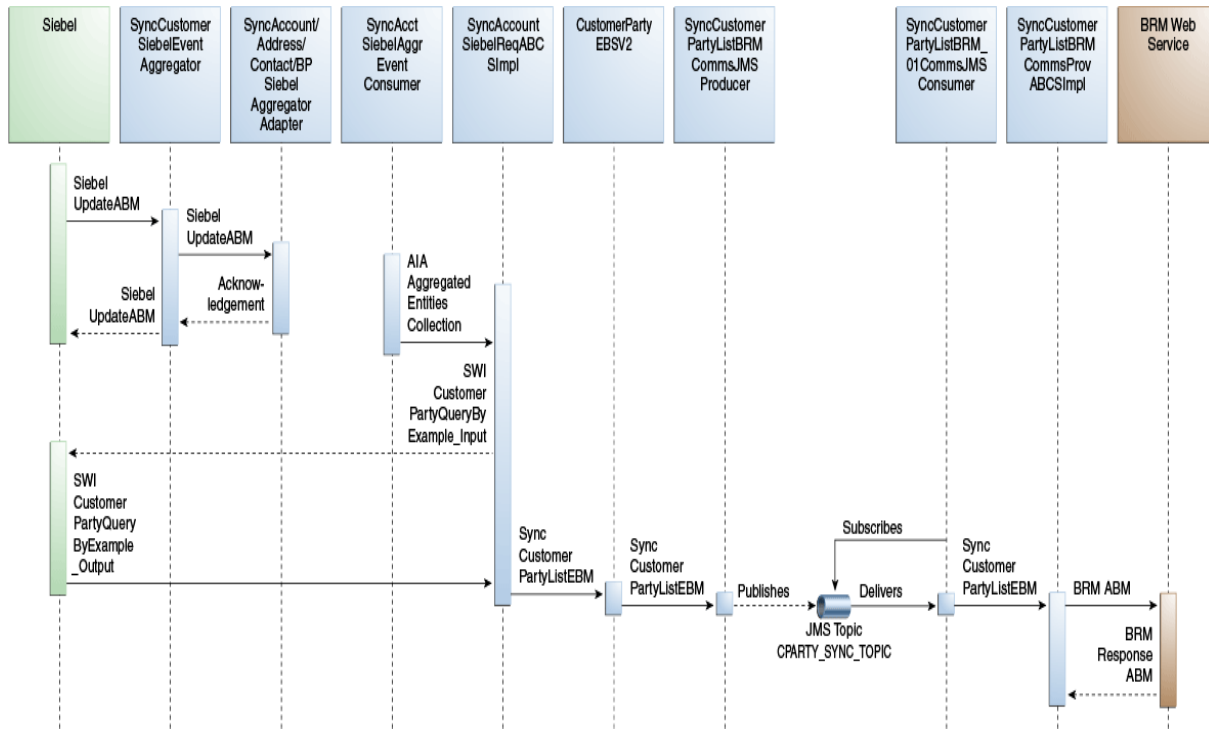 Siebel
SyncCustomer
SiebelEvent
Aggregator
SyncAccount/
Address/
Contact/BP
Siebel
Aggregator
Adapter
SyncAcct
SiebelAggr
Event
Consumer
SyncAccount
SiebelReqABC
SImpl
CustomerParty
EBSV2
SyncCustomer
PartyListBRM
CommsJMS
Producer
SyncCustomer
PartyListBRM_
01CommsJMS
Consumer
SyncCustomer
PartyListBRM
CommsProv
ABCSImpl
BRM Web
Service
Siebel
UpdateABM
Siebel
UpdateABM
Acknow-
ledgement
Siebel
UpdateABM
AIA
Aggregated
Entities
Collection
SWI
Customer
PartyQueryBy
Example_Input
SWI
Customer
PartyQuery
ByExample
_Output
Sync
Customer
PartyListEBM
Sync
Customer
PartyListEBM
Publishes
Subscribes
JMS Topic
CPARTY_SYNC_TOPIC
Delivers
Sync
Customer
PartyListEBM
BRM ABM
BRM
Response
ABM